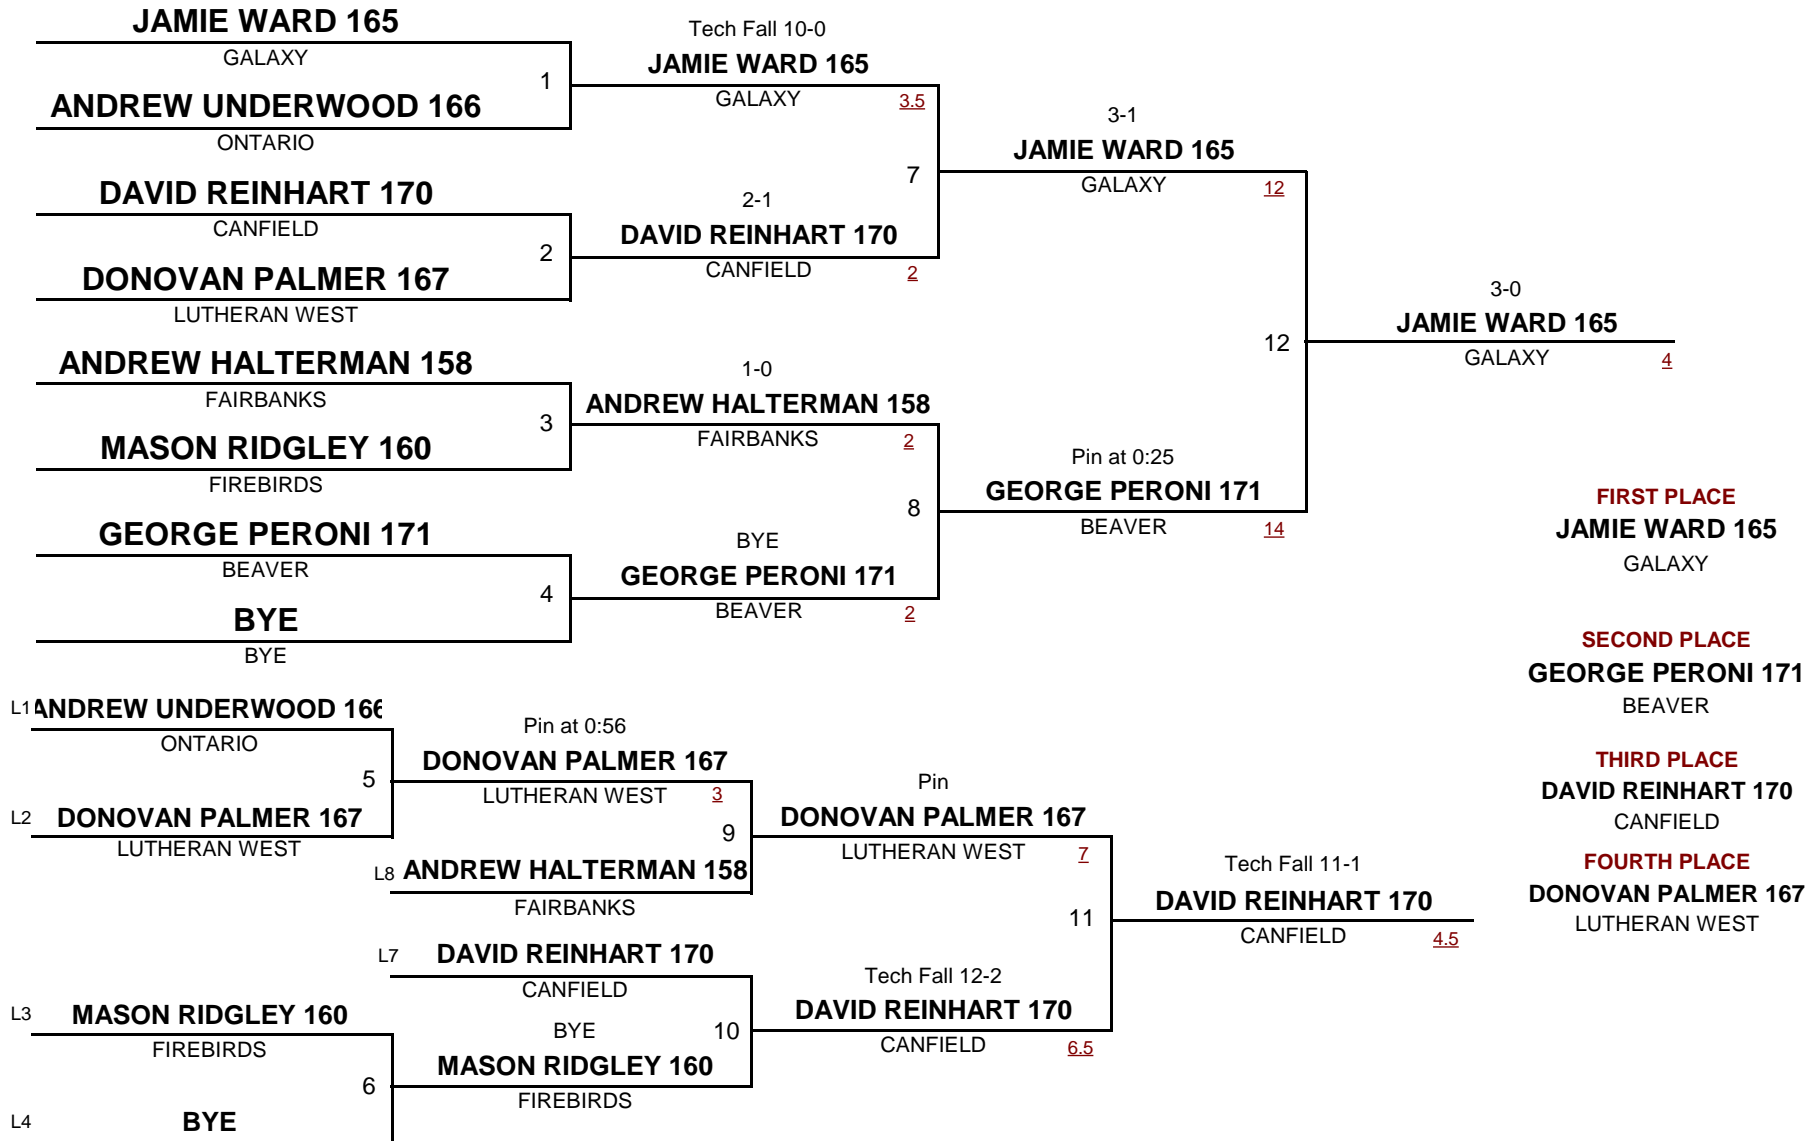 JAMIE WARD 165
GALAXY
1
ANDREW UNDERWOOD 166
ONTARIO
DAVID REINHART 170
CANFIELD
2
DONOVAN PALMER 167
LUTHERAN WEST
ANDREW HALTERMAN 158
FAIRBANKS
3
MASON RIDGLEY 160
FIREBIRDS
GEORGE PERONI 171
BEAVER
4
BYE
BYE
Tech Fall 10-0
JAMIE WARD 165
GALAXY 3.5
7
2-1
DAVID REINHART 170
CANFIELD 2
1-0
ANDREW HALTERMAN 158
FAIRBANKS 2
8
BYE
GEORGE PERONI 171
BEAVER 2
3-1
JAMIE WARD 165
GALAXY 12
12
Pin at 0:25
GEORGE PERONI 171
BEAVER 14
3-0
JAMIE WARD 165
GALAXY 4
FIRST PLACE
JAMIE WARD 165
GALAXY
SECOND PLACE
GEORGE PERONI 171
BEAVER
THIRD PLACE
DAVID REINHART 170
CANFIELD
FOURTH PLACE
DONOVAN PALMER 167
LUTHERAN WEST
L1 ANDREW UNDERWOOD 166
ONTARIO
5
L2 DONOVAN PALMER 167
LUTHERAN WEST
Pin at 0:56
DONOVAN PALMER 167
LUTHERAN WEST 3
9
L8 ANDREW HALTERMAN 158
FAIRBANKS
L7 DAVID REINHART 170
CANFIELD
L3 MASON RIDGLEY 160
FIREBIRDS
6
L4 BYE
BYE
10
MASON RIDGLEY 160
FIREBIRDS
Pin
DONOVAN PALMER 167
LUTHERAN WEST 7
11
Tech Fall 12-2
DAVID REINHART 170
CANFIELD 6.5
Tech Fall 11-1
DAVID REINHART 170
CANFIELD 4.5